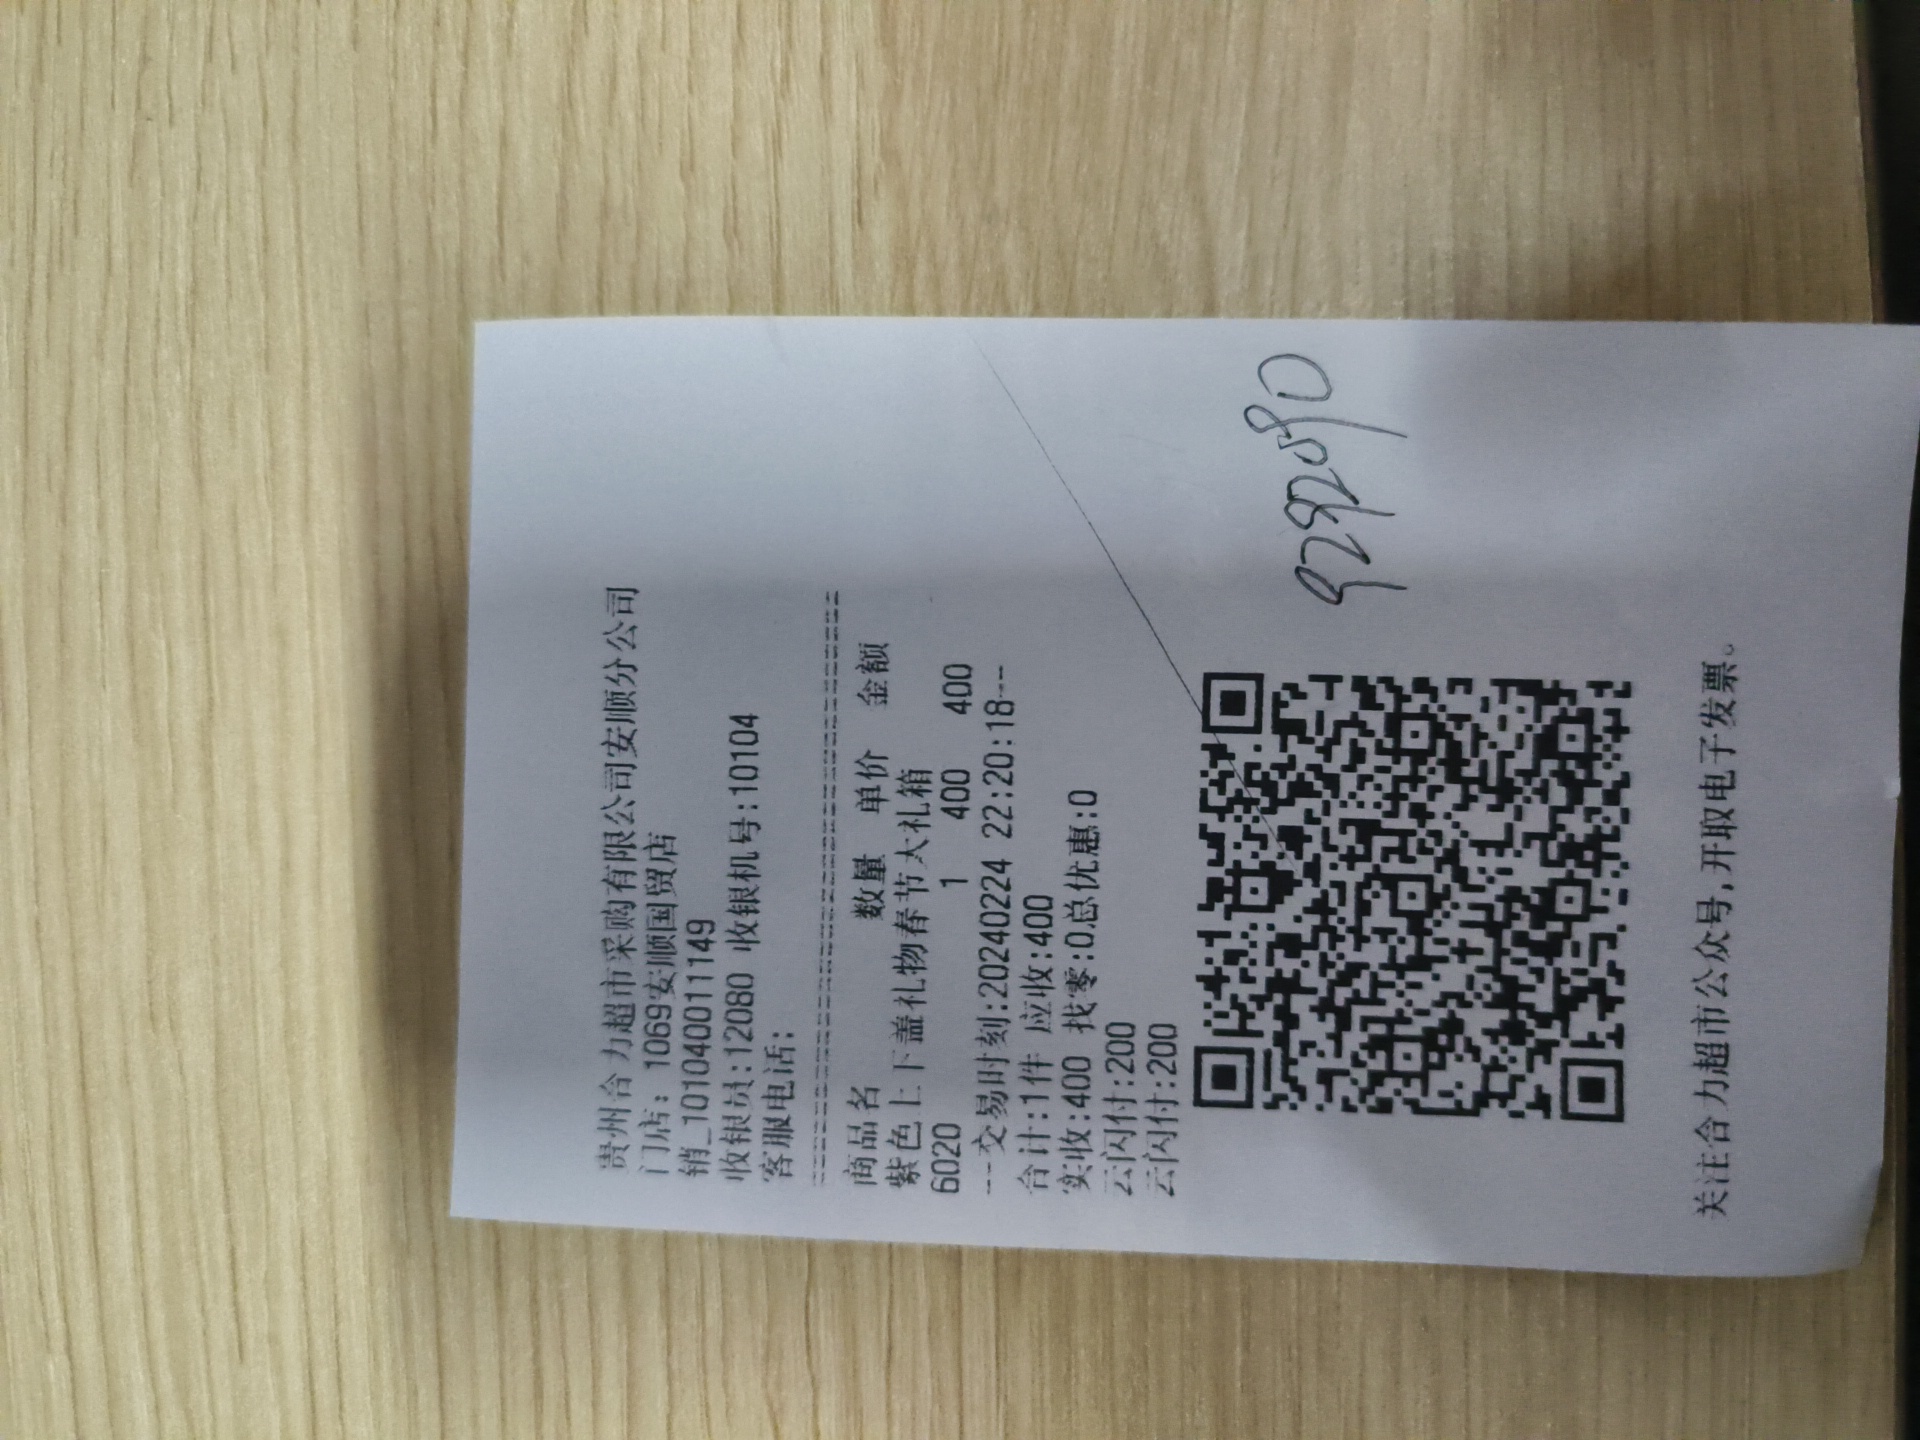 贵州合力超市采购有限公司安顺分公司
门店: 1069安顺国贸店
销_101040011149
收银员:12080 收银机号:10104
客服电话:
商品名 数量 单价 金额
紫色上下盖礼物春节大礼箱
6020 1 400 400
---交易时刻:20240224 22:20:18---
合计:1件 应收:400
实收:400 找零:0总优惠:0
云闪付:200
云闪付:200
关注合力超市公众号,开取电子发票。